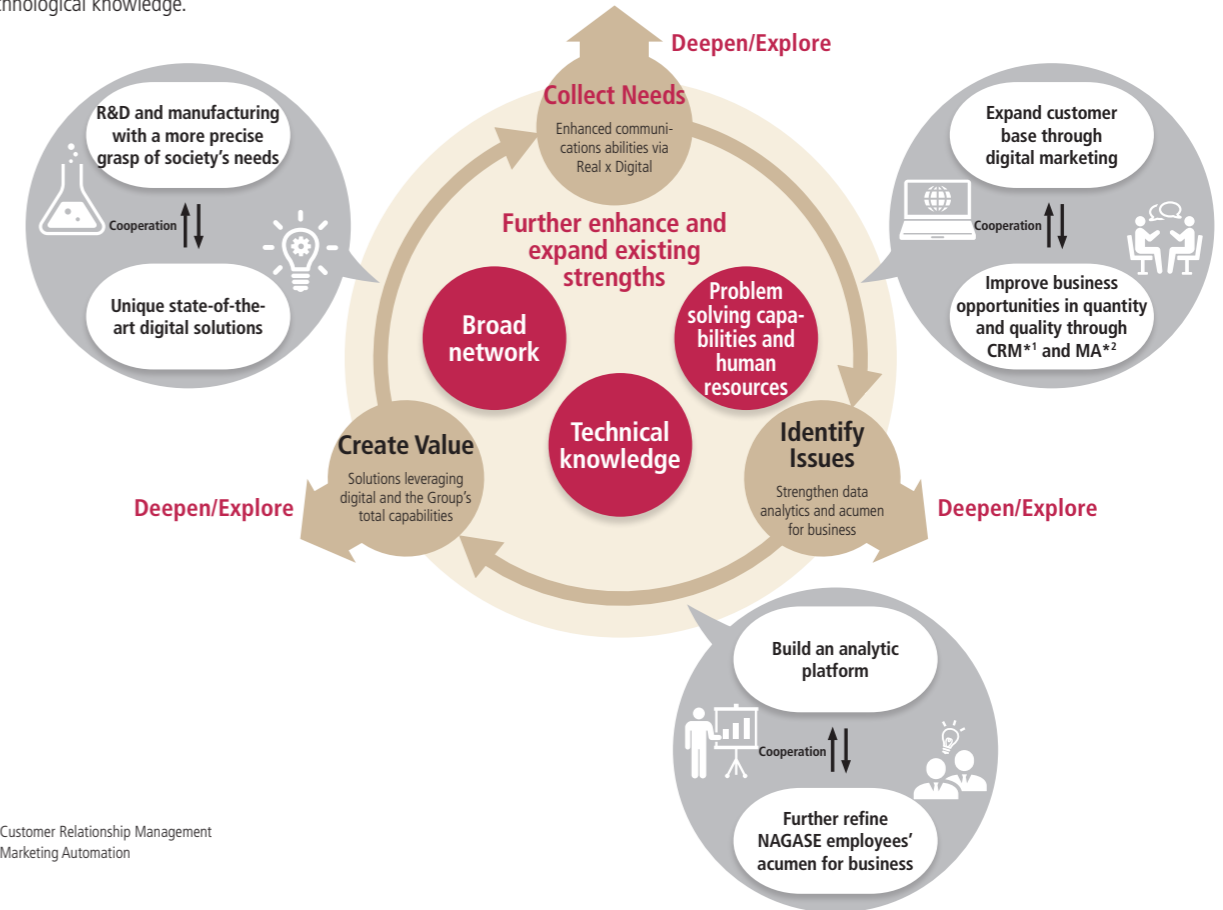 technological knowledge.
Deepen/Explore
Collect Needs
Enhanced communi-
cations abilities via
Real x Digital
R&D and manufacturing
with a more precise
grasp of society's needs
Cooperation
Unique state-of-the-
art digital solutions
Expand customer
base through
digital marketing
Cooperation
Improve business
opportunities in quantity
and quality through
CRM*1 and MA*2
Further enhance and
expand existing
strengths
Broad
network
Problem
solving capa-
bilities and
human
resources
Technical
knowledge
Create Value
Solutions leveraging
digital and the Group's
total capabilities
Deepen/Explore
Identify
Issues
Strengthen data
analytics and acumen
for business
Deepen/Explore
Build an analytic
platform
Cooperation
Further refine
NAGASE employees'
acumen for business
Customer Relationship Management
Marketing Automation